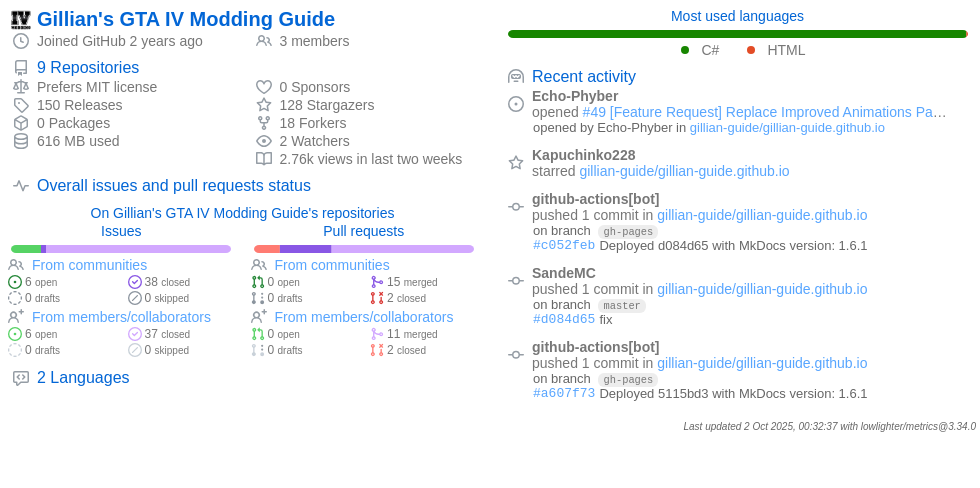 Gillian's GTA IV Modding Guide
Joined GitHub 2 years ago
3 members
9 Repositories
Prefers MIT license
150 Releases
0 Packages
616 MB used
0 Sponsors
128 Stargazers
18 Forkers
2 Watchers
2.76k views in last two weeks
Overall issues and pull requests status
On Gillian's GTA IV Modding Guide's repositories
Issues
From communities
6 open
38 closed
0 drafts
0 skipped
From members/collaborators
6 open
37 closed
0 drafts
0 skipped
Pull requests
From communities
0 open
15 merged
0 drafts
2 closed
From members/collaborators
0 open
11 merged
0 drafts
2 closed
2 Languages
Most used languages
C#
HTML
Recent activity
Echo-Phyber
opened #49 [Feature Request] Replace Improved Animations Pa…
opened by Echo-Phyber in gillian-guide/gillian-guide.github.io
Kapuchinko228
starred gillian-guide/gillian-guide.github.io
github-actions[bot]
pushed 1 commit in gillian-guide/gillian-guide.github.io
on branch gh-pages
#c052feb Deployed d084d65 with MkDocs version: 1.6.1
SandeMC
pushed 1 commit in gillian-guide/gillian-guide.github.io
on branch master
#d084d65 fix
github-actions[bot]
pushed 1 commit in gillian-guide/gillian-guide.github.io
on branch gh-pages
#a607f73 Deployed 5115bd3 with MkDocs version: 1.6.1
Last updated 2 Oct 2025, 00:32:37 with lowlighter/metrics@3.34.0